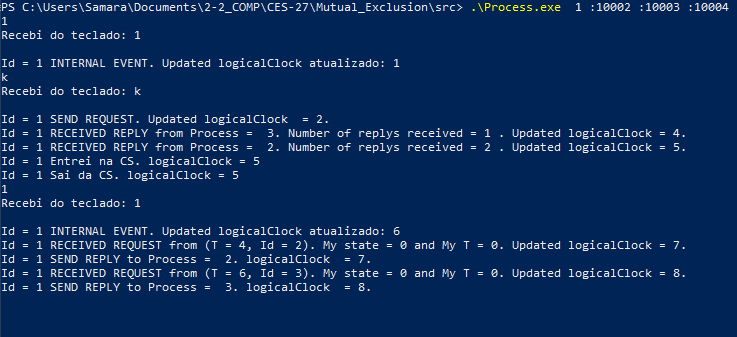 PS C:\Users\Samara\Documents\2-2_COMP\CES-27\Mutual_Exclusion\src> .\Process.exe  1 :10002 :10003 :10004
1
Recebi do teclado: 1
Id = 1 INTERNAL EVENT. Updated logicalClock atualizado: 1
k
Recebi do teclado: k
Id = 1 SEND REQUEST. Updated logicalClock  = 2.
Id = 1 RECEIVED REPLY from Process =  3. Number of replys received = 1 . Updated logicalClock = 4.
Id = 1 RECEIVED REPLY from Process =  2. Number of replys received = 2 . Updated logicalClock = 5.
Id = 1 Entrei na CS. logicalClock = 5
Id = 1 Sai da CS. logicalClock = 5
1
Recebi do teclado: 1
Id = 1 INTERNAL EVENT. Updated logicalClock atualizado: 6
Id = 1 RECEIVED REQUEST from (T = 4, Id = 2). My state = 0 and My T = 0. Updated logicalClock = 7.
Id = 1 SEND REPLY to Process =  2. logicalClock  = 7.
Id = 1 RECEIVED REQUEST from (T = 6, Id = 3). My state = 0 and My T = 0. Updated logicalClock = 8.
Id = 1 SEND REPLY to Process =  3. logicalClock  = 8.